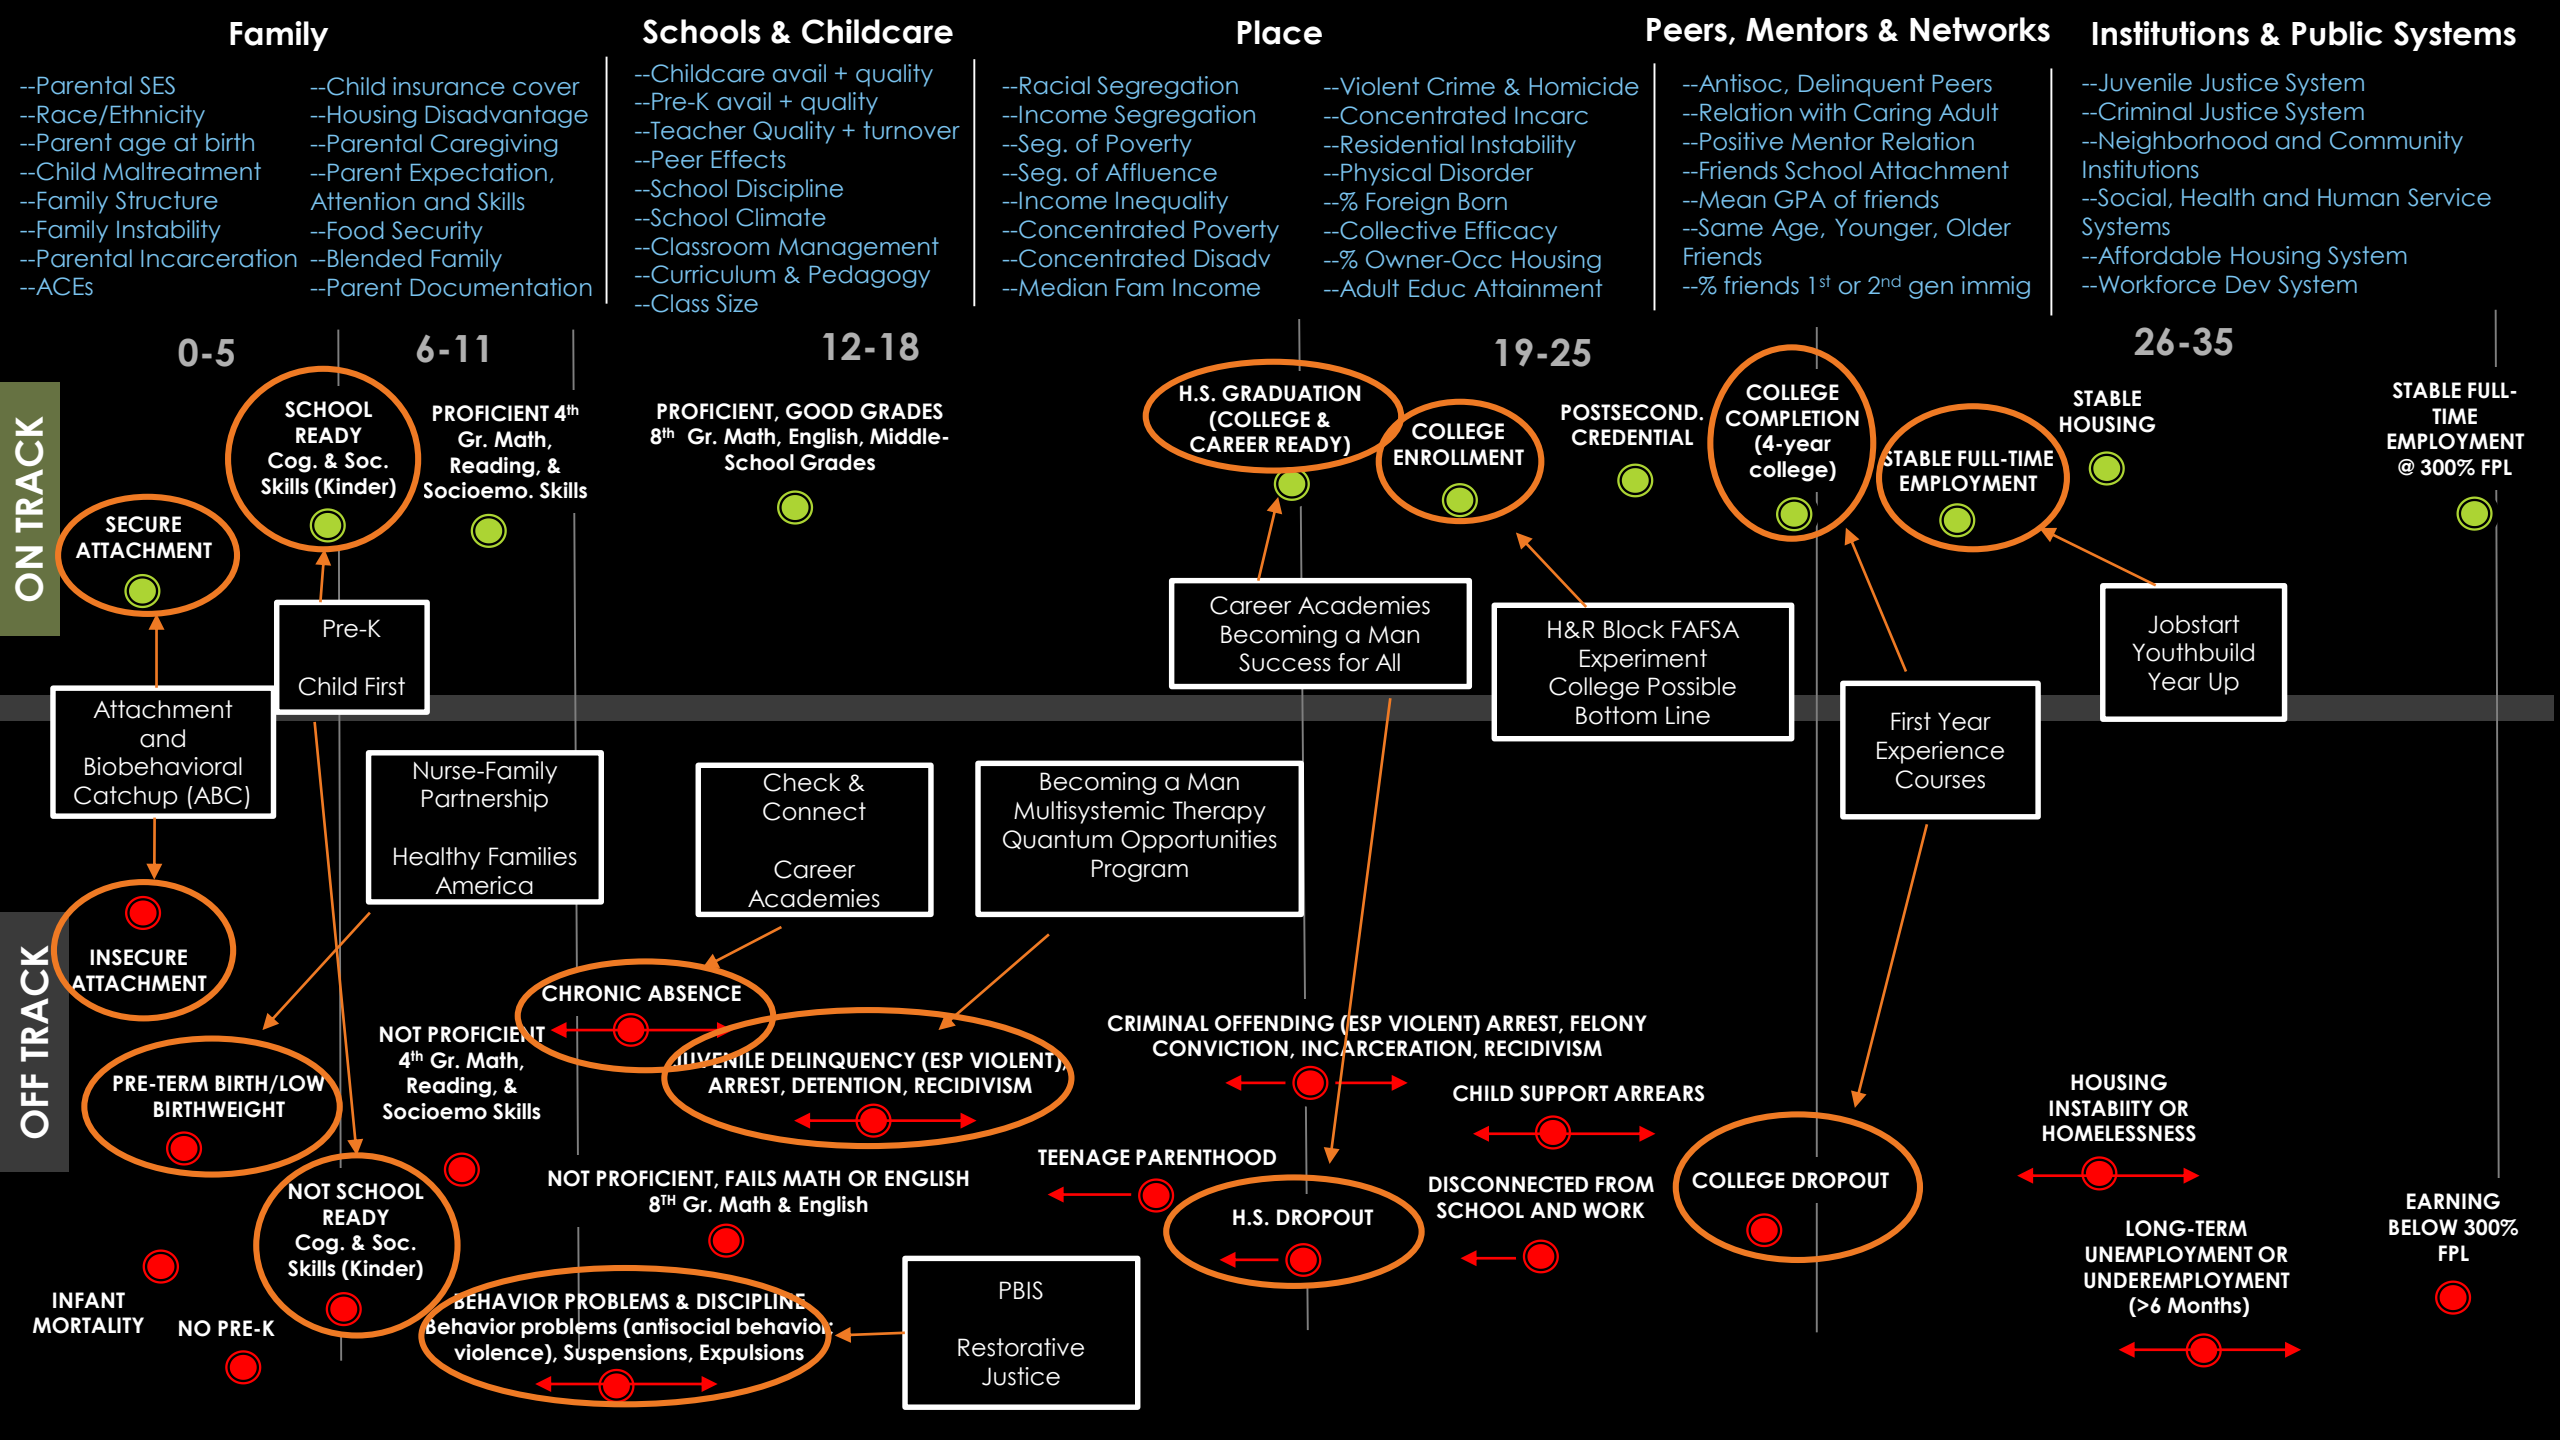 Family
--Parental SES
--Race/Ethnicity
--Parent age at birth
--Child Maltreatment
--Family Structure
--Family Instability
--Parental Incarceration
--ACEs
--Child insurance cover
--Housing Disadvantage
--Parental Caregiving
--Parent Expectation,
Attention and Skills
--Food Security
--Blended Family
--Parent Documentation
Schools & Childcare
--Childcare avail + quality
--Pre-K avail + quality
--Teacher Quality + turnover
--Peer Effects
--School Discipline
--School Climate
--Classroom Management
--Curriculum & Pedagogy
--Class Size
Place
--Racial Segregation
--Income Segregation
--Seg. of Poverty
--Seg. of Affluence
--Income Inequality
--Concentrated Poverty
--Concentrated Disadv
--Median Fam Income
--Violent Crime & Homicide
--Concentrated Incarc
--Residential Instability
--Physical Disorder
--% Foreign Born
--Collective Efficacy
--% Owner-Occ Housing
--Adult Educ Attainment
Peers, Mentors & Networks
--Antisoc, Delinquent Peers
--Relation with Caring Adult
--Positive Mentor Relation
--Friends School Attachment
--Mean GPA of friends
--Same Age, Younger, Older
Friends
--% friends 1st or 2nd gen immig
Institutions & Public Systems
--Juvenile Justice System
--Criminal Justice System
--Neighborhood and Community
Institutions
--Social, Health and Human Service
Systems
--Affordable Housing System
--Workforce Dev System
0-5
6-11
12-18
19-25
26-35
ON TRACK
SECURE
ATTACHMENT
SCHOOL
READY
Cog. & Soc.
Skills (Kinder)
PROFICIENT 4th
Gr. Math,
Reading, &
Socioemo. Skills
PROFICIENT, GOOD GRADES
8th Gr. Math, English, Middle-
School Grades
H.S. GRADUATION
(COLLEGE &
CAREER READY)
COLLEGE
ENROLLMENT
POSTSECOND.
CREDENTIAL
COLLEGE
COMPLETION
(4-year
college)
STABLE FULL-TIME
EMPLOYMENT
STABLE
HOUSING
STABLE FULL-
TIME
EMPLOYMENT
@ 300% FPL
Attachment
and
Biobehavioral
Catchup (ABC)
Pre-K
Child First
Nurse-Family
Partnership
Healthy Families
America
Check &
Connect
Career
Academies
Becoming a Man
Multisystemic Therapy
Quantum Opportunities
Program
Career Academies
Becoming a Man
Success for All
H&R Block FAFSA
Experiment
College Possible
Bottom Line
First Year
Experience
Courses
Jobstart
Youthbuild
Year Up
OFF TRACK
INSECURE
ATTACHMENT
PRE-TERM BIRTH/LOW
BIRTHWEIGHT
INFANT
MORTALITY
NO PRE-K
NOT SCHOOL
READY
Cog. & Soc.
Skills (Kinder)
NOT PROFICIENT
4th Gr. Math,
Reading, &
Socioemo Skills
CHRONIC ABSENCE
JUVENILE DELINQUENCY (ESP VIOLENT),
ARREST, DETENTION, RECIDIVISM
NOT PROFICIENT, FAILS MATH OR ENGLISH
8TH Gr. Math & English
BEHAVIOR PROBLEMS & DISCIPLINE
Behavior problems (antisocial behavior:
violence), Suspensions, Expulsions
PBIS
Restorative
Justice
CRIMINAL OFFENDING (ESP VIOLENT) ARREST, FELONY
CONVICTION, INCARCERATION, RECIDIVISM
TEENAGE PARENTHOOD
H.S. DROPOUT
CHILD SUPPORT ARREARS
DISCONNECTED FROM
SCHOOL AND WORK
COLLEGE DROPOUT
HOUSING
INSTABIITY OR
HOMELESSNESS
LONG-TERM
UNEMPLOYMENT OR
UNDEREMPLOYMENT
(>6 Months)
EARNING
BELOW 300%
FPL